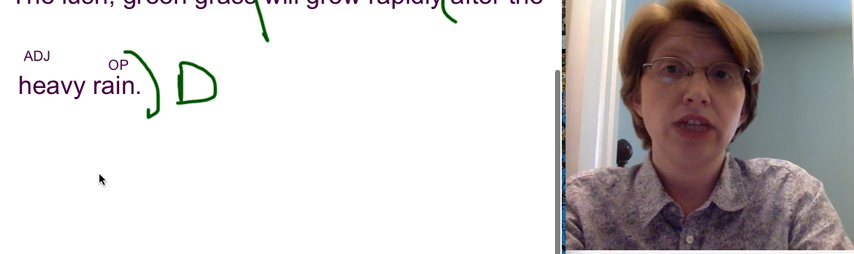 The lush, green grass will grow rapidly (after the
ADJ
OP
heavy rain.) D